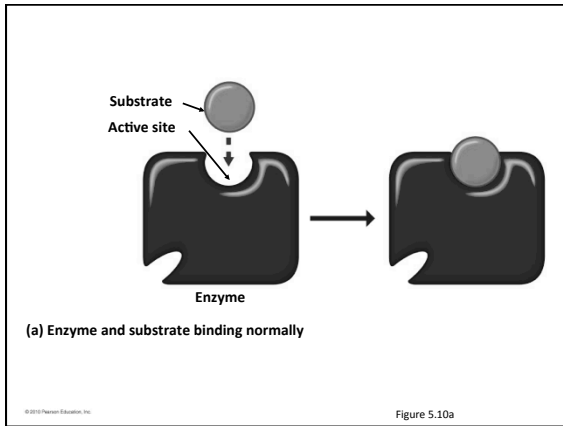 Substrate
Active site
Enzyme
(a) Enzyme and substrate binding normally
© 2010 Pearson Education, Inc.
Figure 5.10a